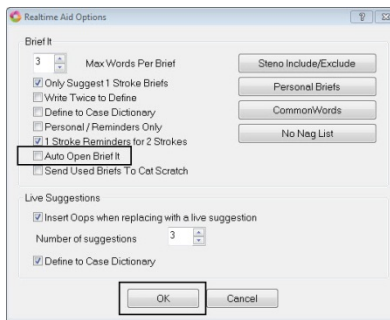 Realtime Aid Options
Brief It
3 Max Words Per Brief
Steno Include/Exclude
Only Suggest 1 Stroke Briefs
Personal Briefs
Write Twice to Define
Define to Case Dictionary
CommonWords
Personal / Reminders Only
No Nag List
1 Stroke Reminders for 2 Strokes
Auto Open Brief It
Send Used Briefs To Cat Scratch
Live Suggestions
Insert Oops when replacing with a live suggestion
Number of suggestions 3
Define to Case Dictionary
OK Cancel